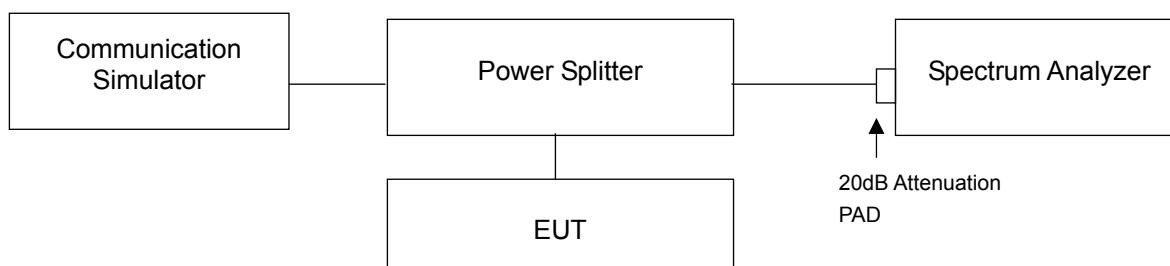 Communication
Simulator
Power Splitter
Spectrum Analyzer
20dB Attenuation
PAD
EUT